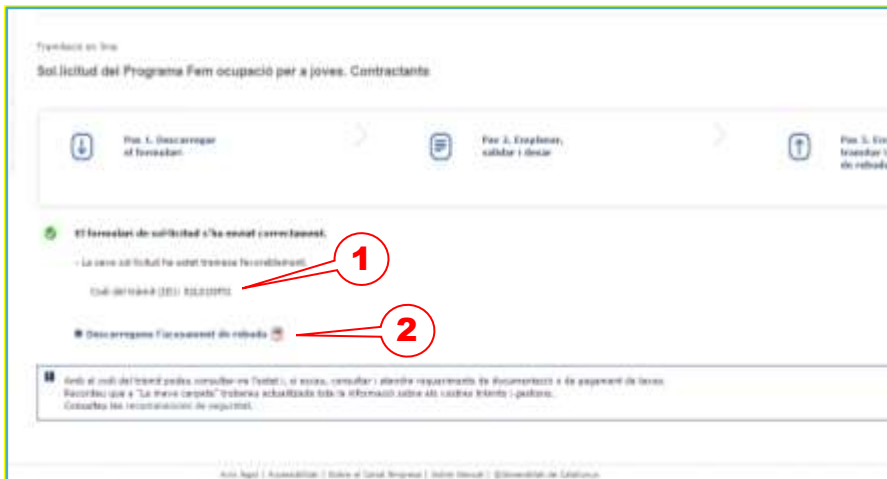 Tramitació en línia
Sol·licitud del Programa Fem ocupació per a joves. Contractants
Pas 1. Descarregar
el formulari
Pas 2. Emplenar,
validar i desar
Pas 3.
trametre i
de rebuda
El formulari de sol·licitud s'ha enviat correctament.
- La seva sol·licitud ha estat tramesa favorablement.
1
Codi del tràmit (ID):
Descarregueu l'acusament de rebuda
2
Amb el codi del tràmit podeu consultar-ne l'estat i, si escau, consultar i atendre requeriments de documentació o de pagament de taxes.
Recordeu que a "La meva carpeta" trobareu actualitzada tota la informació sobre els vostres tràmits i gestions.
Consulteu les recomanacions de seguretat.
Avís legal | Accessibilitat | Sobre el Canal Empresa | | Generalitat de Catalunya